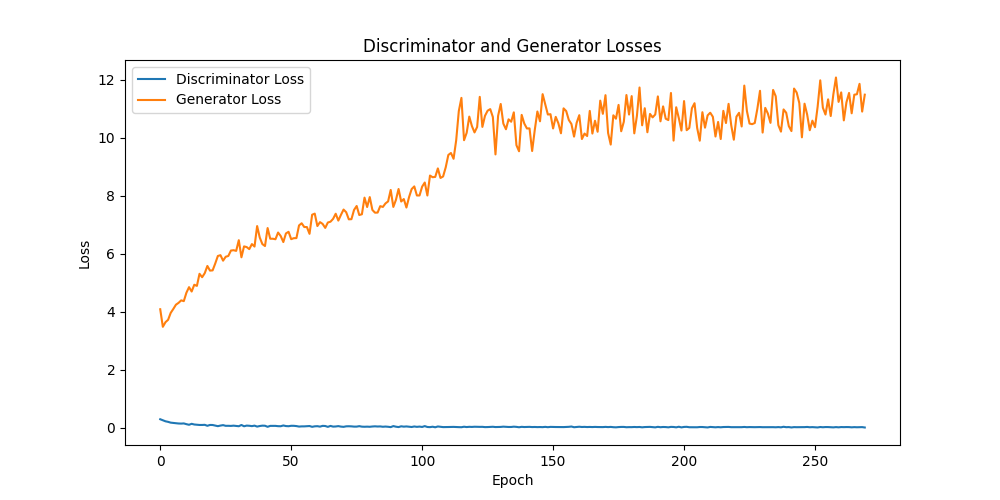 Discriminator and Generator Losses
Discriminator Loss
Generator Loss
12
10
8
6
4
2
0
Loss
0 50 100 150 200 250
Epoch